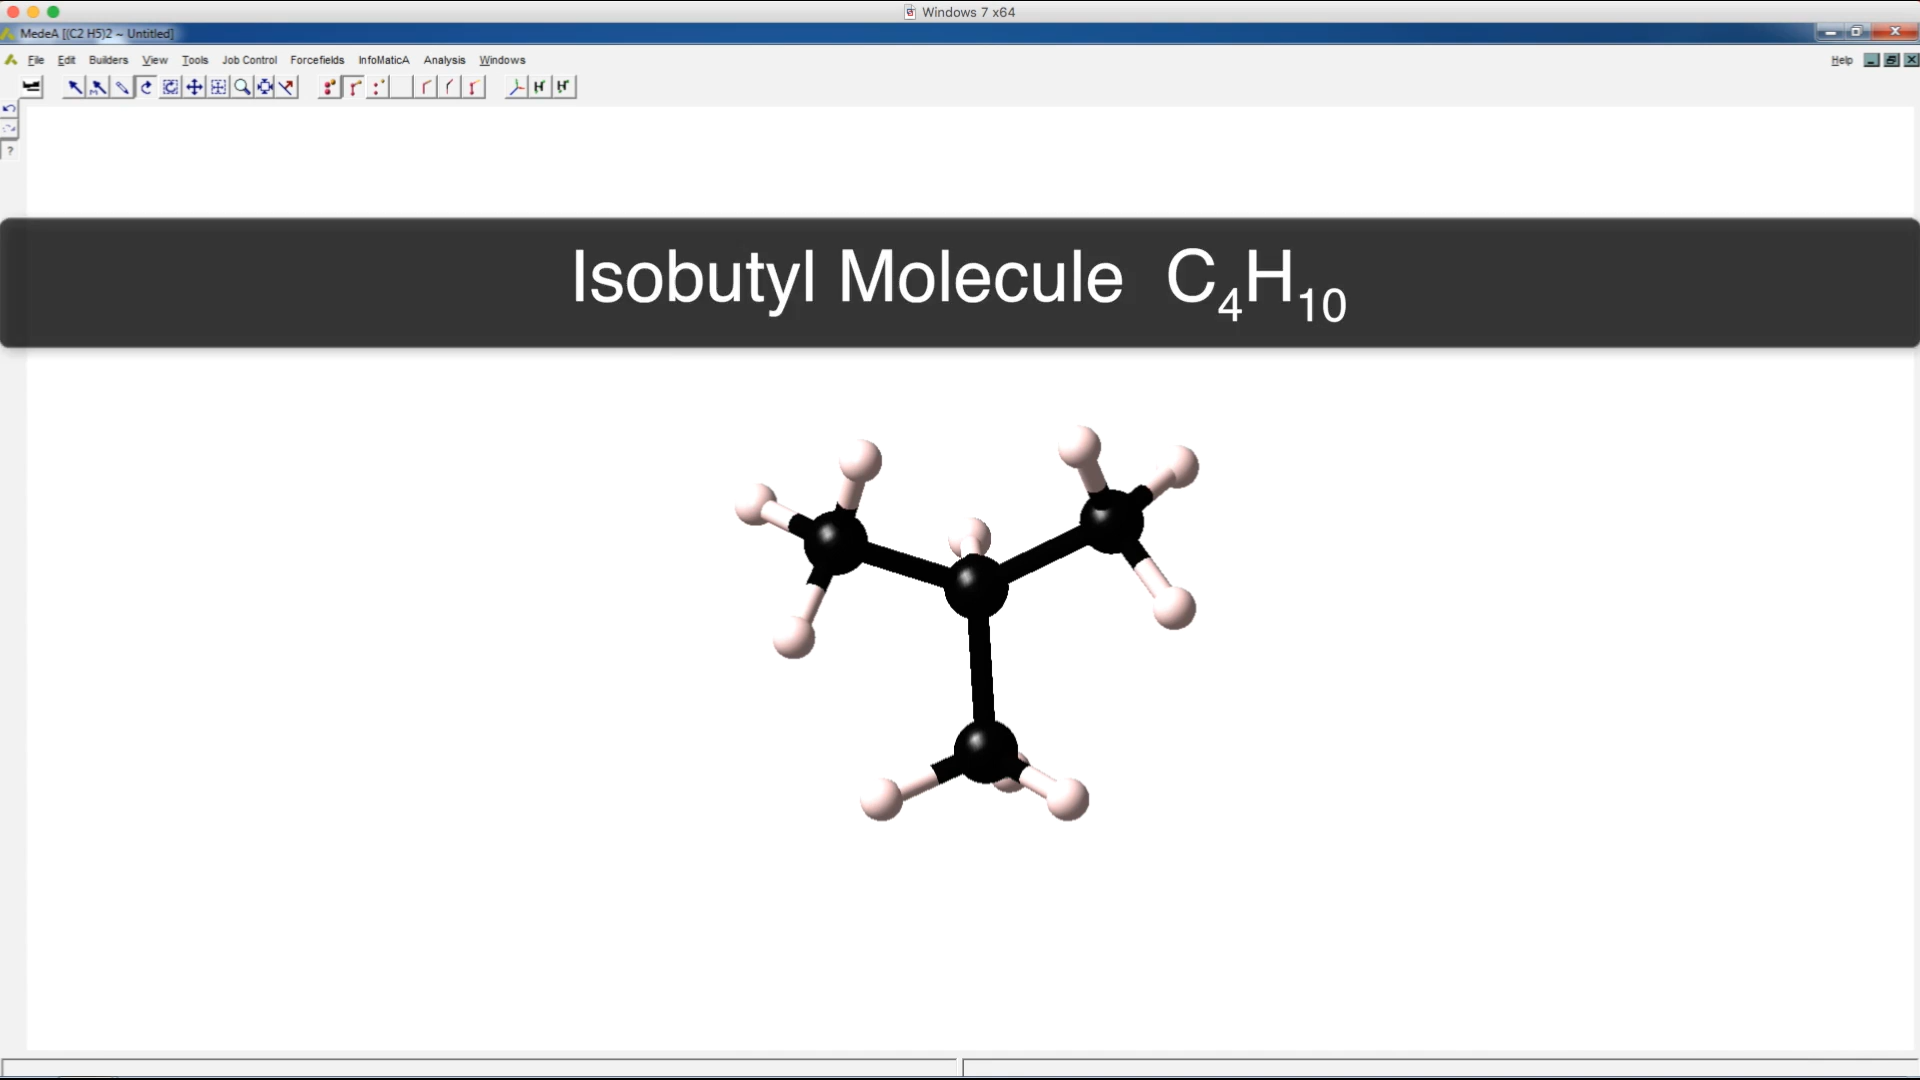 Windows 7 x64
MedeA [(C2 H5)2 ~ Untitled]
File Edit Builders View Tools Job Control Forcefields InfoMaticA Analysis Windows Help
H H
?
Isobutyl Molecule C₄H₁₀